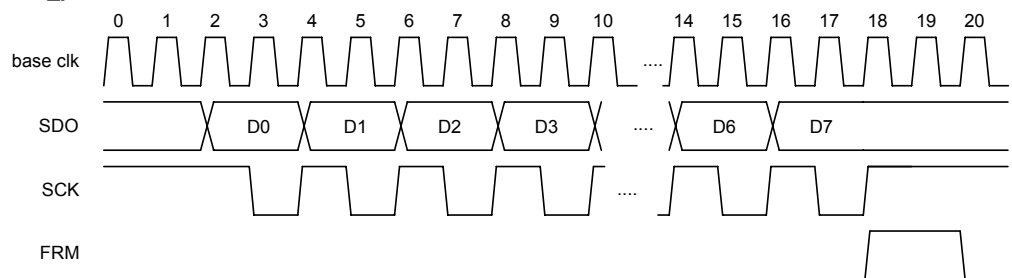 0 1 2 3 4 5 6 7 8 9 10 14 15 16 17 18 19 20
base clk ....
SDO D0 D1 D2 D3 .... D6 D7
SCK ....
FRM